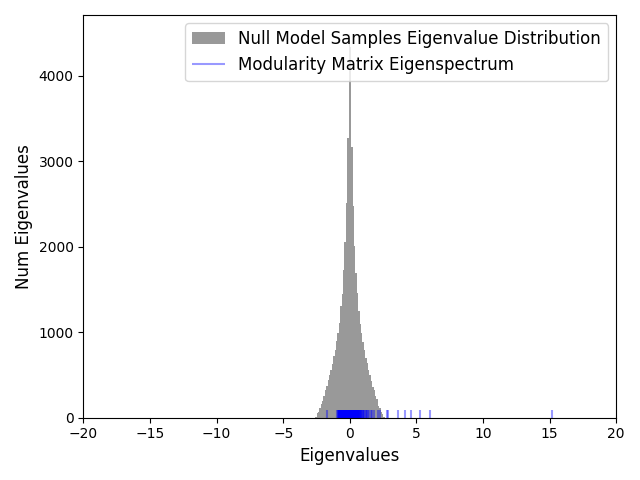 Null Model Samples Eigenvalue Distribution
Modularity Matrix Eigenspectrum
Num Eigenvalues
4000
3000
2000
1000
0
−20 −15 −10 −5 0 5 10 15 20
Eigenvalues